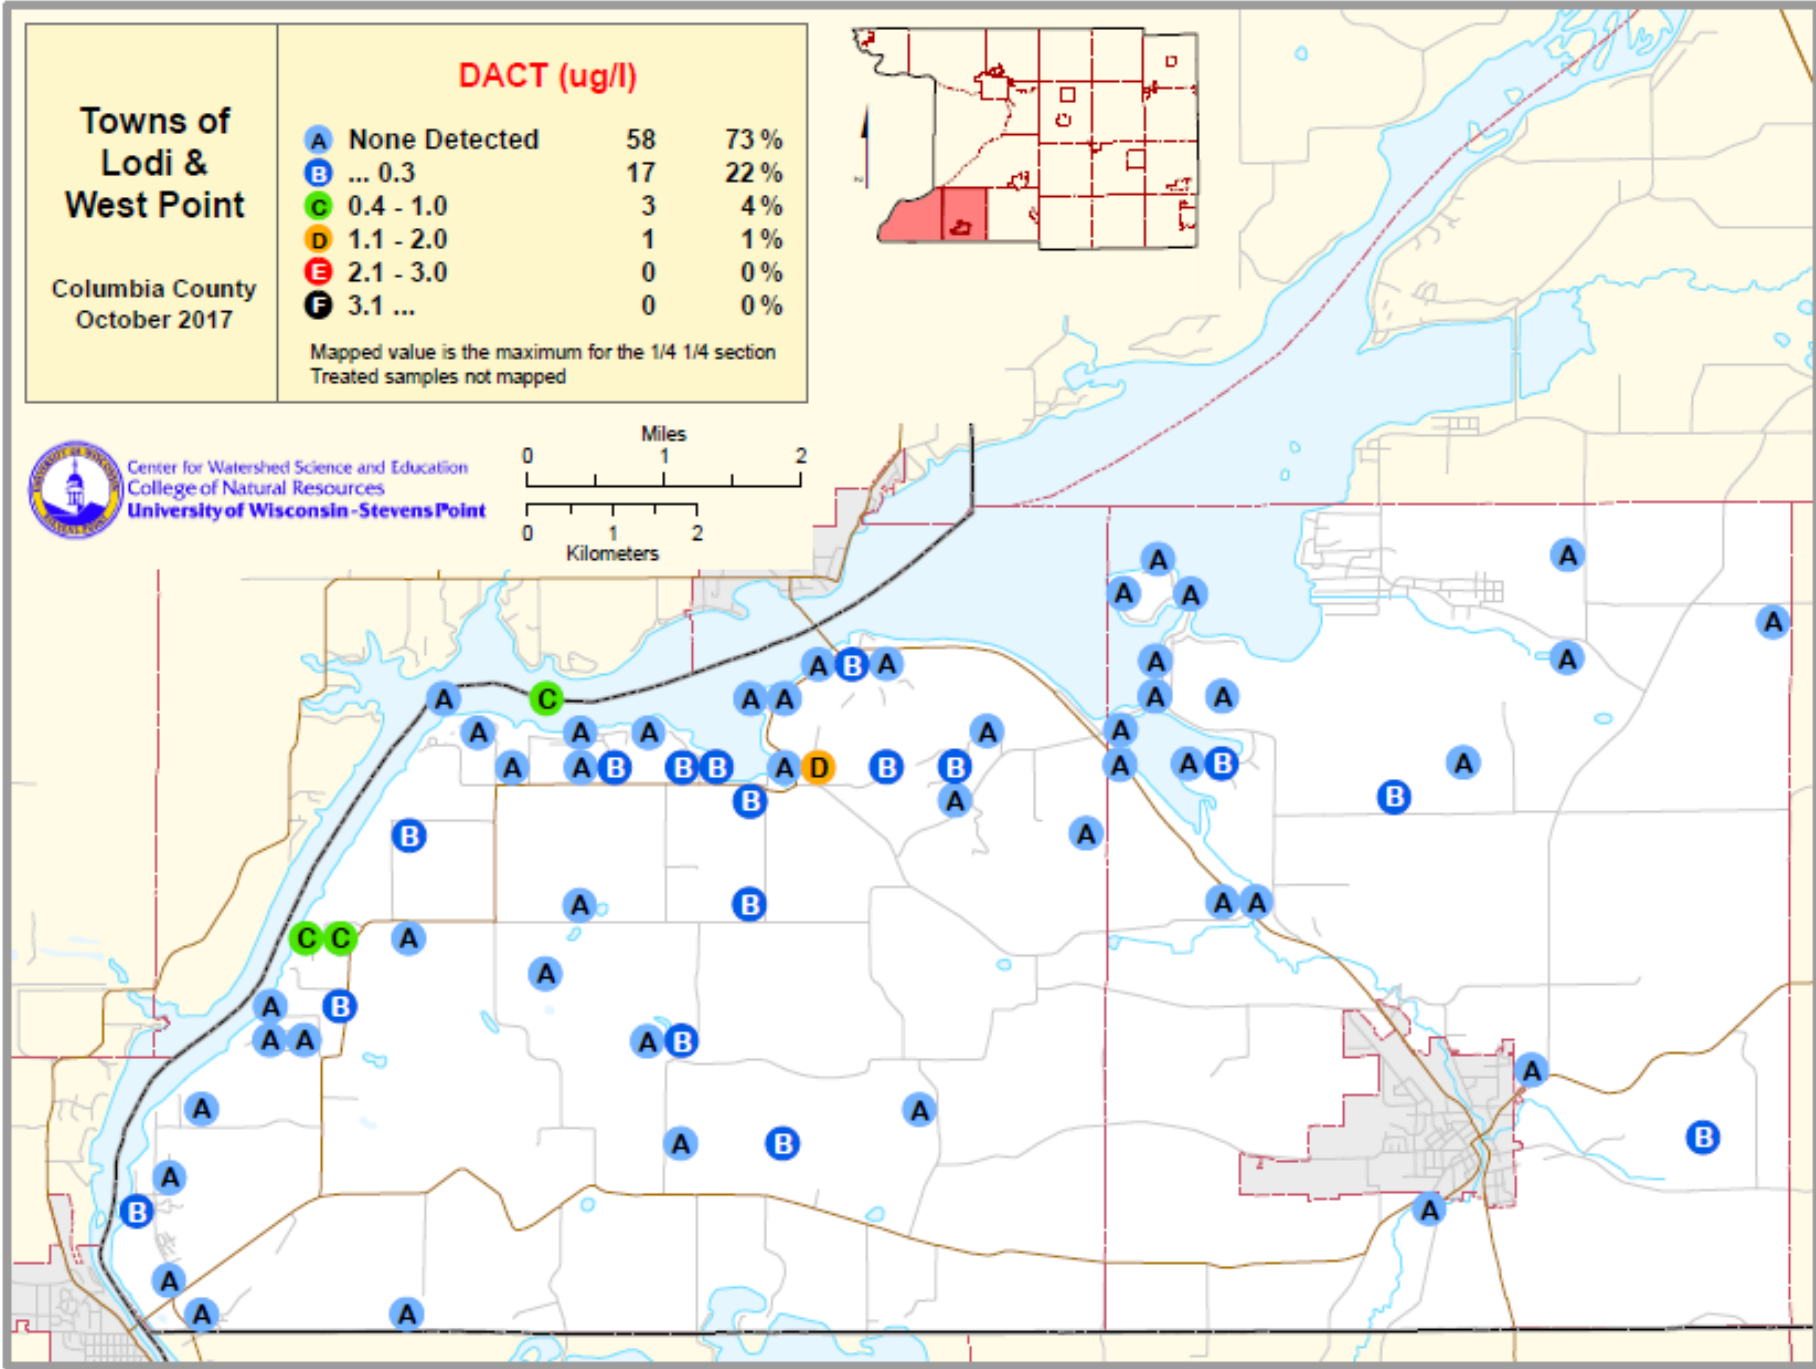 Towns of
Lodi &
West Point
Columbia County
October 2017
DACT (ug/l)
A None Detected 58 73 %
B ... 0.3 17 22 %
C 0.4 - 1.0 3 4 %
D 1.1 - 2.0 1 1 %
E 2.1 - 3.0 0 0 %
F 3.1 ... 0 0 %
Mapped value is the maximum for the 1/4 1/4 section
Treated samples not mapped
Center for Watershed Science and Education
College of Natural Resources
University of Wisconsin - Stevens Point
Miles
0 1 2
0 1 2
Kilometers
A
A
A A
A
A B A
A
A
A C A A
A A
A A A A
A
A A B B B A D B B A A B
A
B A
B
B
A
A B
A A
C C A
A
A B
A A
A B
A
A
A
A B
B
A
B
A
A
A A